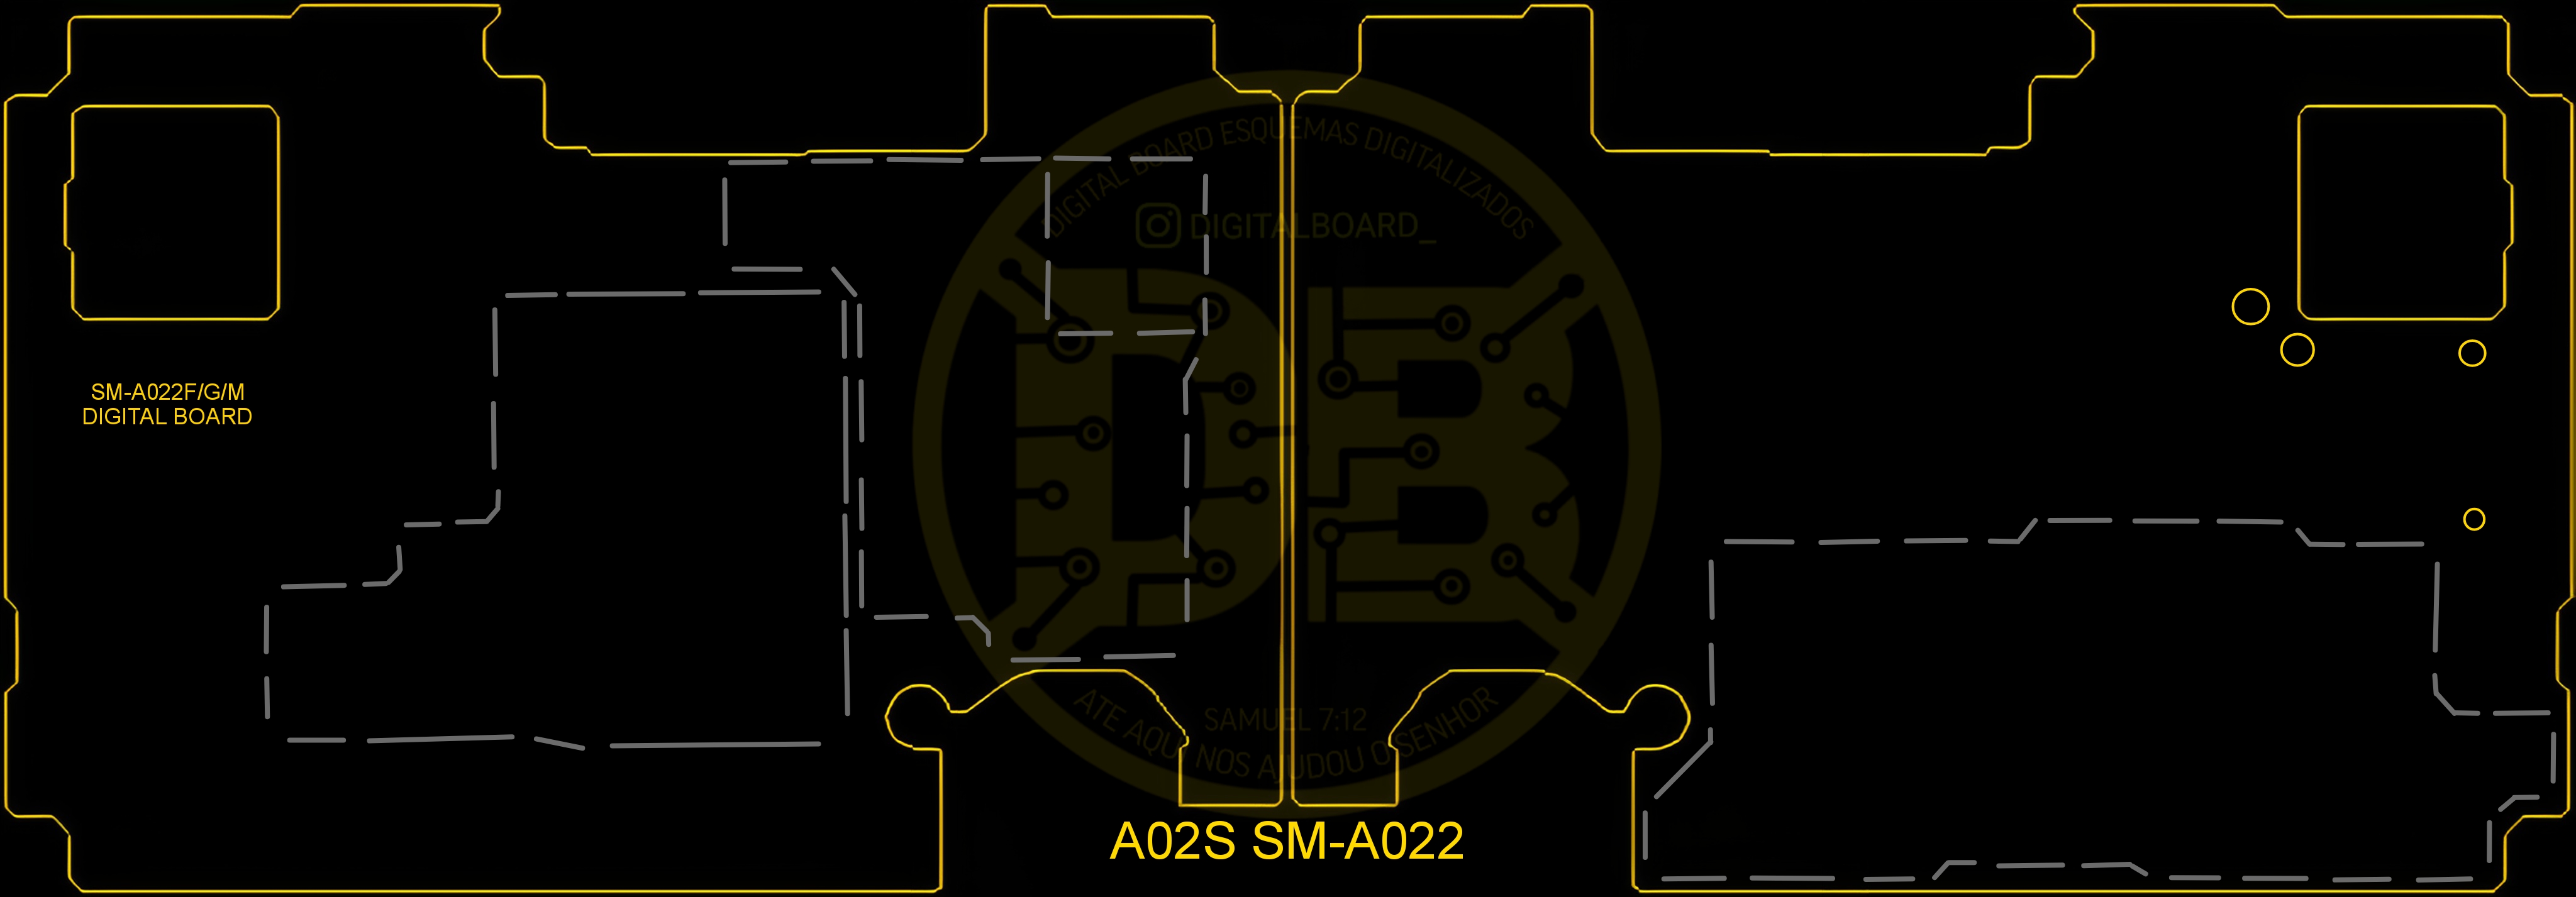 DIGITAL BOARD ESQUEMAS DIGITALIZADOS
DIGITALBOARD_
SM-A022F/G/M
DIGITAL BOARD
SAMUEL 7:12
ATE AQUI NOS AJUDOU O SENHOR
A02S SM-A022